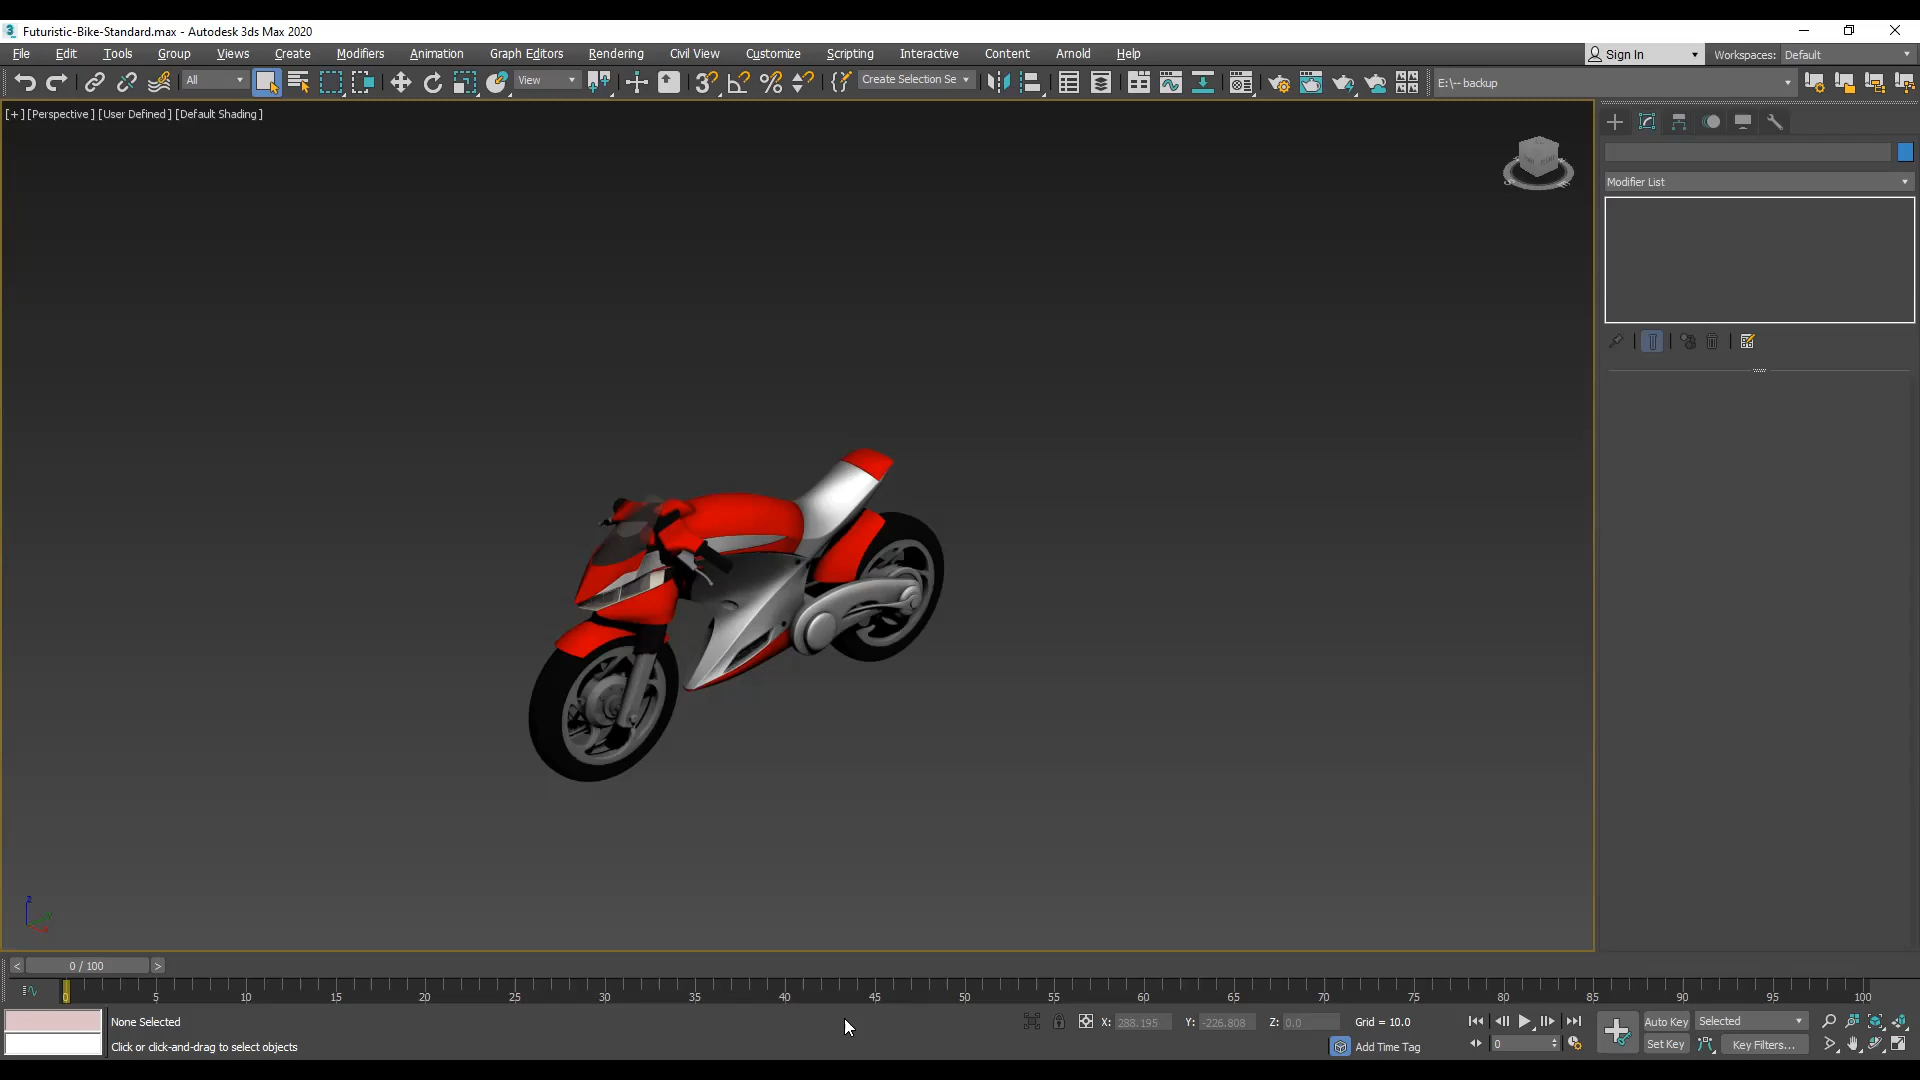 Futuristic-Bike-Standard.max - Autodesk 3ds Max 2020
File Edit Tools Group Views Create Modifiers Animation Graph Editors Rendering Civil View Customize Scripting Interactive Content Arnold Help
Sign In
Workspaces: Default
All
View
Create Selection Se
E:\-- backup
[+] [Perspective ] [User Defined ] [Default Shading ]
Modifier List
z
< 0 / 100 >
0 5 10 15 20 25 30 35 40 45 50 55 60 65 70 75 80 85 90 95 100
None Selected
X: 288.195 Y: -226.808 Z: 0.0 Grid = 10.0
Auto Key Selected
Click or click-and-drag to select objects
Add Time Tag
0
Set Key Key Filters...